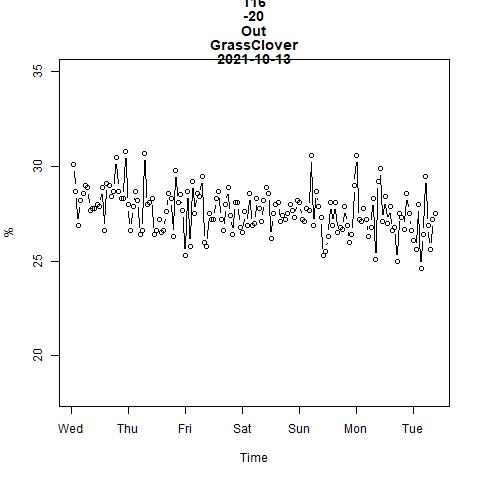 T16
-20
Out
GrassClover
2021-10-13
35
30
25
20
%
Wed Thu Fri Sat Sun Mon Tue
Time